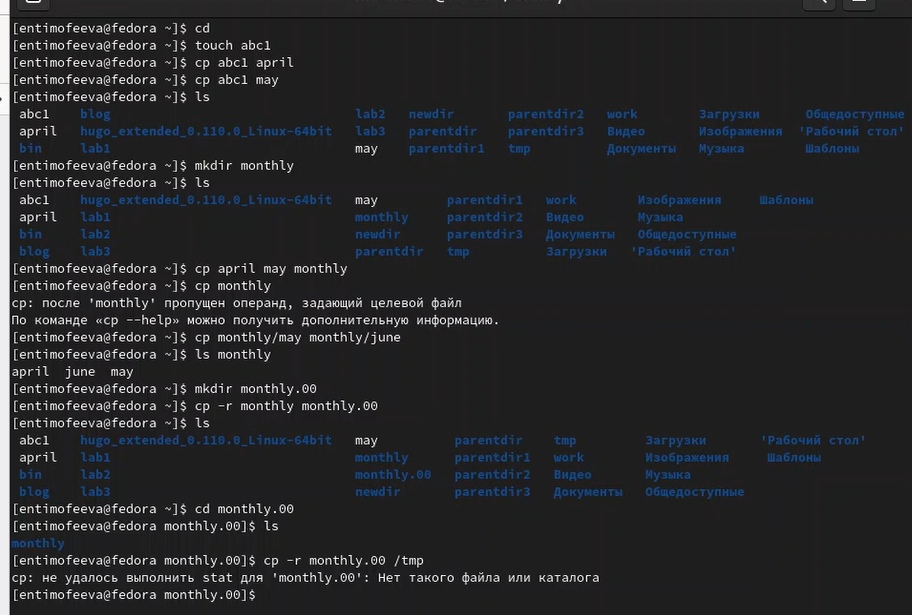 [entimofeeva@fedora ~]$ cd
[entimofeeva@fedora ~]$ touch abc1
[entimofeeva@fedora ~]$ cp abc1 april
[entimofeeva@fedora ~]$ cp abc1 may
[entimofeeva@fedora ~]$ ls
abc1 blog lab2 newdir parentdir2 work Загрузки Общедоступные
april hugo_extended_0.110.0_Linux-64bit lab3 parentdir parentdir3 Видео Изображения 'Рабочий стол'
bin lab1 may parentdir1 tmp Документы Музыка Шаблоны
[entimofeeva@fedora ~]$ mkdir monthly
[entimofeeva@fedora ~]$ ls
abc1 hugo_extended_0.110.0_Linux-64bit may parentdir1 work Изображения Шаблоны
april lab1 monthly parentdir2 Видео Музыка
bin lab2 newdir parentdir3 Документы Общедоступные
blog lab3 parentdir tmp Загрузки 'Рабочий стол'
[entimofeeva@fedora ~]$ cp april may monthly
[entimofeeva@fedora ~]$ cp monthly
cp: после 'monthly' пропущен операнд, задающий целевой файл
По команде «cp --help» можно получить дополнительную информацию.
[entimofeeva@fedora ~]$ cp monthly/may monthly/june
[entimofeeva@fedora ~]$ ls monthly
april june may
[entimofeeva@fedora ~]$ mkdir monthly.00
[entimofeeva@fedora ~]$ cp -r monthly monthly.00
[entimofeeva@fedora ~]$ ls
abc1 hugo_extended_0.110.0_Linux-64bit may parentdir tmp Загрузки 'Рабочий стол'
april lab1 monthly parentdir1 work Изображения Шаблоны
bin lab2 monthly.00 parentdir2 Видео Музыка
blog lab3 newdir parentdir3 Документы Общедоступные
[entimofeeva@fedora ~]$ cd monthly.00
[entimofeeva@fedora monthly.00]$ ls
monthly
[entimofeeva@fedora monthly.00]$ cp -r monthly.00 /tmp
cp: не удалось выполнить stat для 'monthly.00': Нет такого файла или каталога
[entimofeeva@fedora monthly.00]$